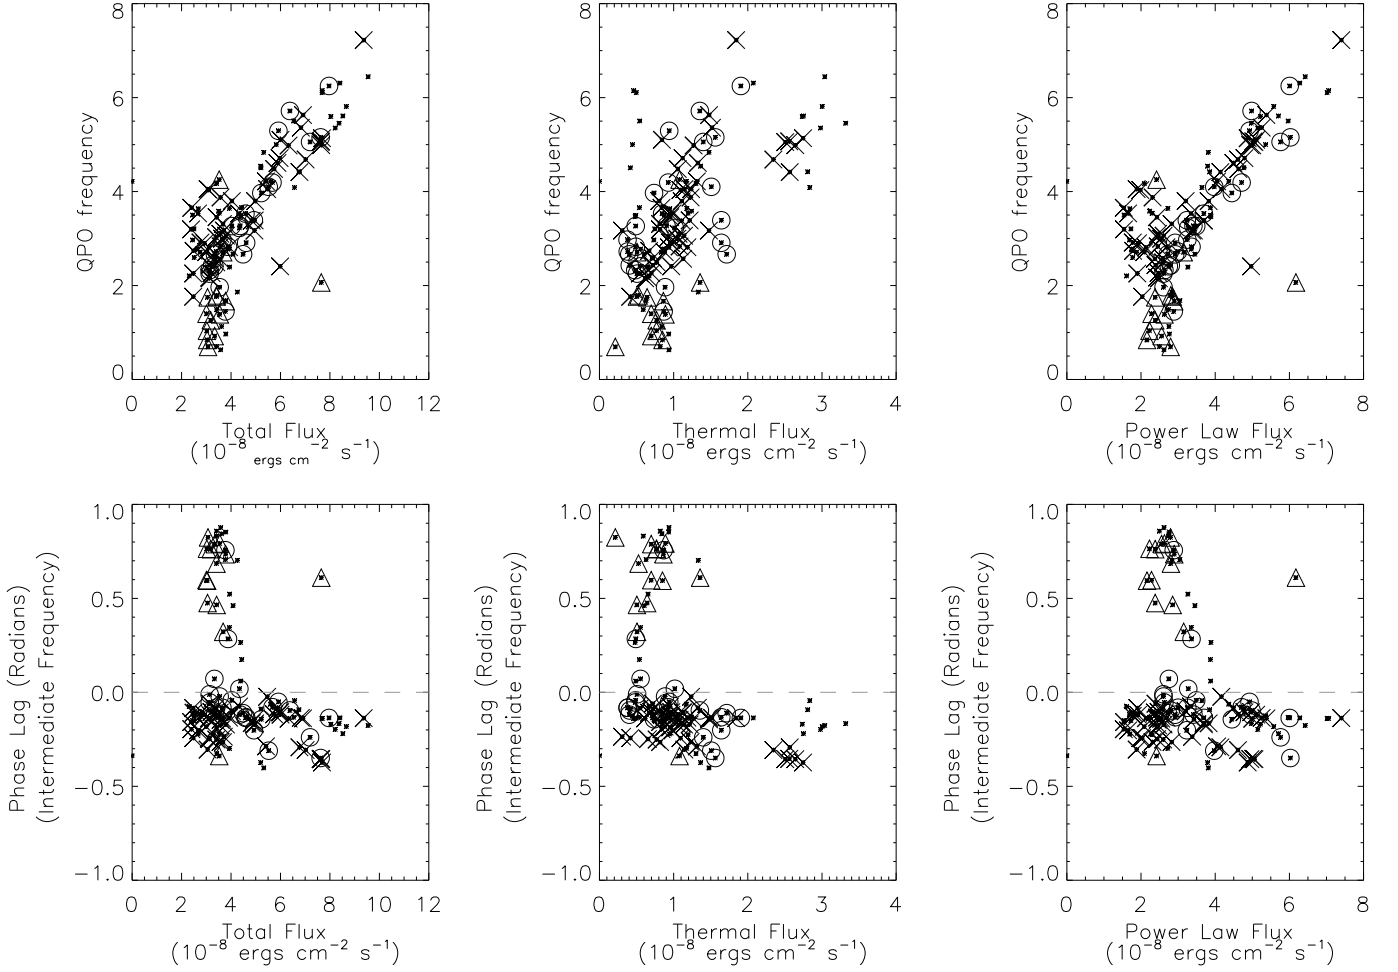 8
6
4
2
0
QPO frequency
0 2 4 6 8 10 12
Total Flux
(10⁻⁸ ergs cm⁻² s⁻¹)
8
6
4
2
0
QPO frequency
0 1 2 3 4
Thermal Flux
(10⁻⁸ ergs cm⁻² s⁻¹)
8
6
4
2
0
QPO frequency
0 2 4 6 8
Power Law Flux
(10⁻⁸ ergs cm⁻² s⁻¹)
1.0
0.5
0.0
−0.5
−1.0
Phase Lag (Radians)
(Intermediate Frequency)
0 2 4 6 8 10 12
Total Flux
(10⁻⁸ ergs cm⁻² s⁻¹)
1.0
0.5
0.0
−0.5
−1.0
Phase Lag (Radians)
(Intermediate Frequency)
0 1 2 3 4
Thermal Flux
(10⁻⁸ ergs cm⁻² s⁻¹)
1.0
0.5
0.0
−0.5
−1.0
Phase Lag (Radians)
(Intermediate Frequency)
0 2 4 6 8
Power Law Flux
(10⁻⁸ ergs cm⁻² s⁻¹)